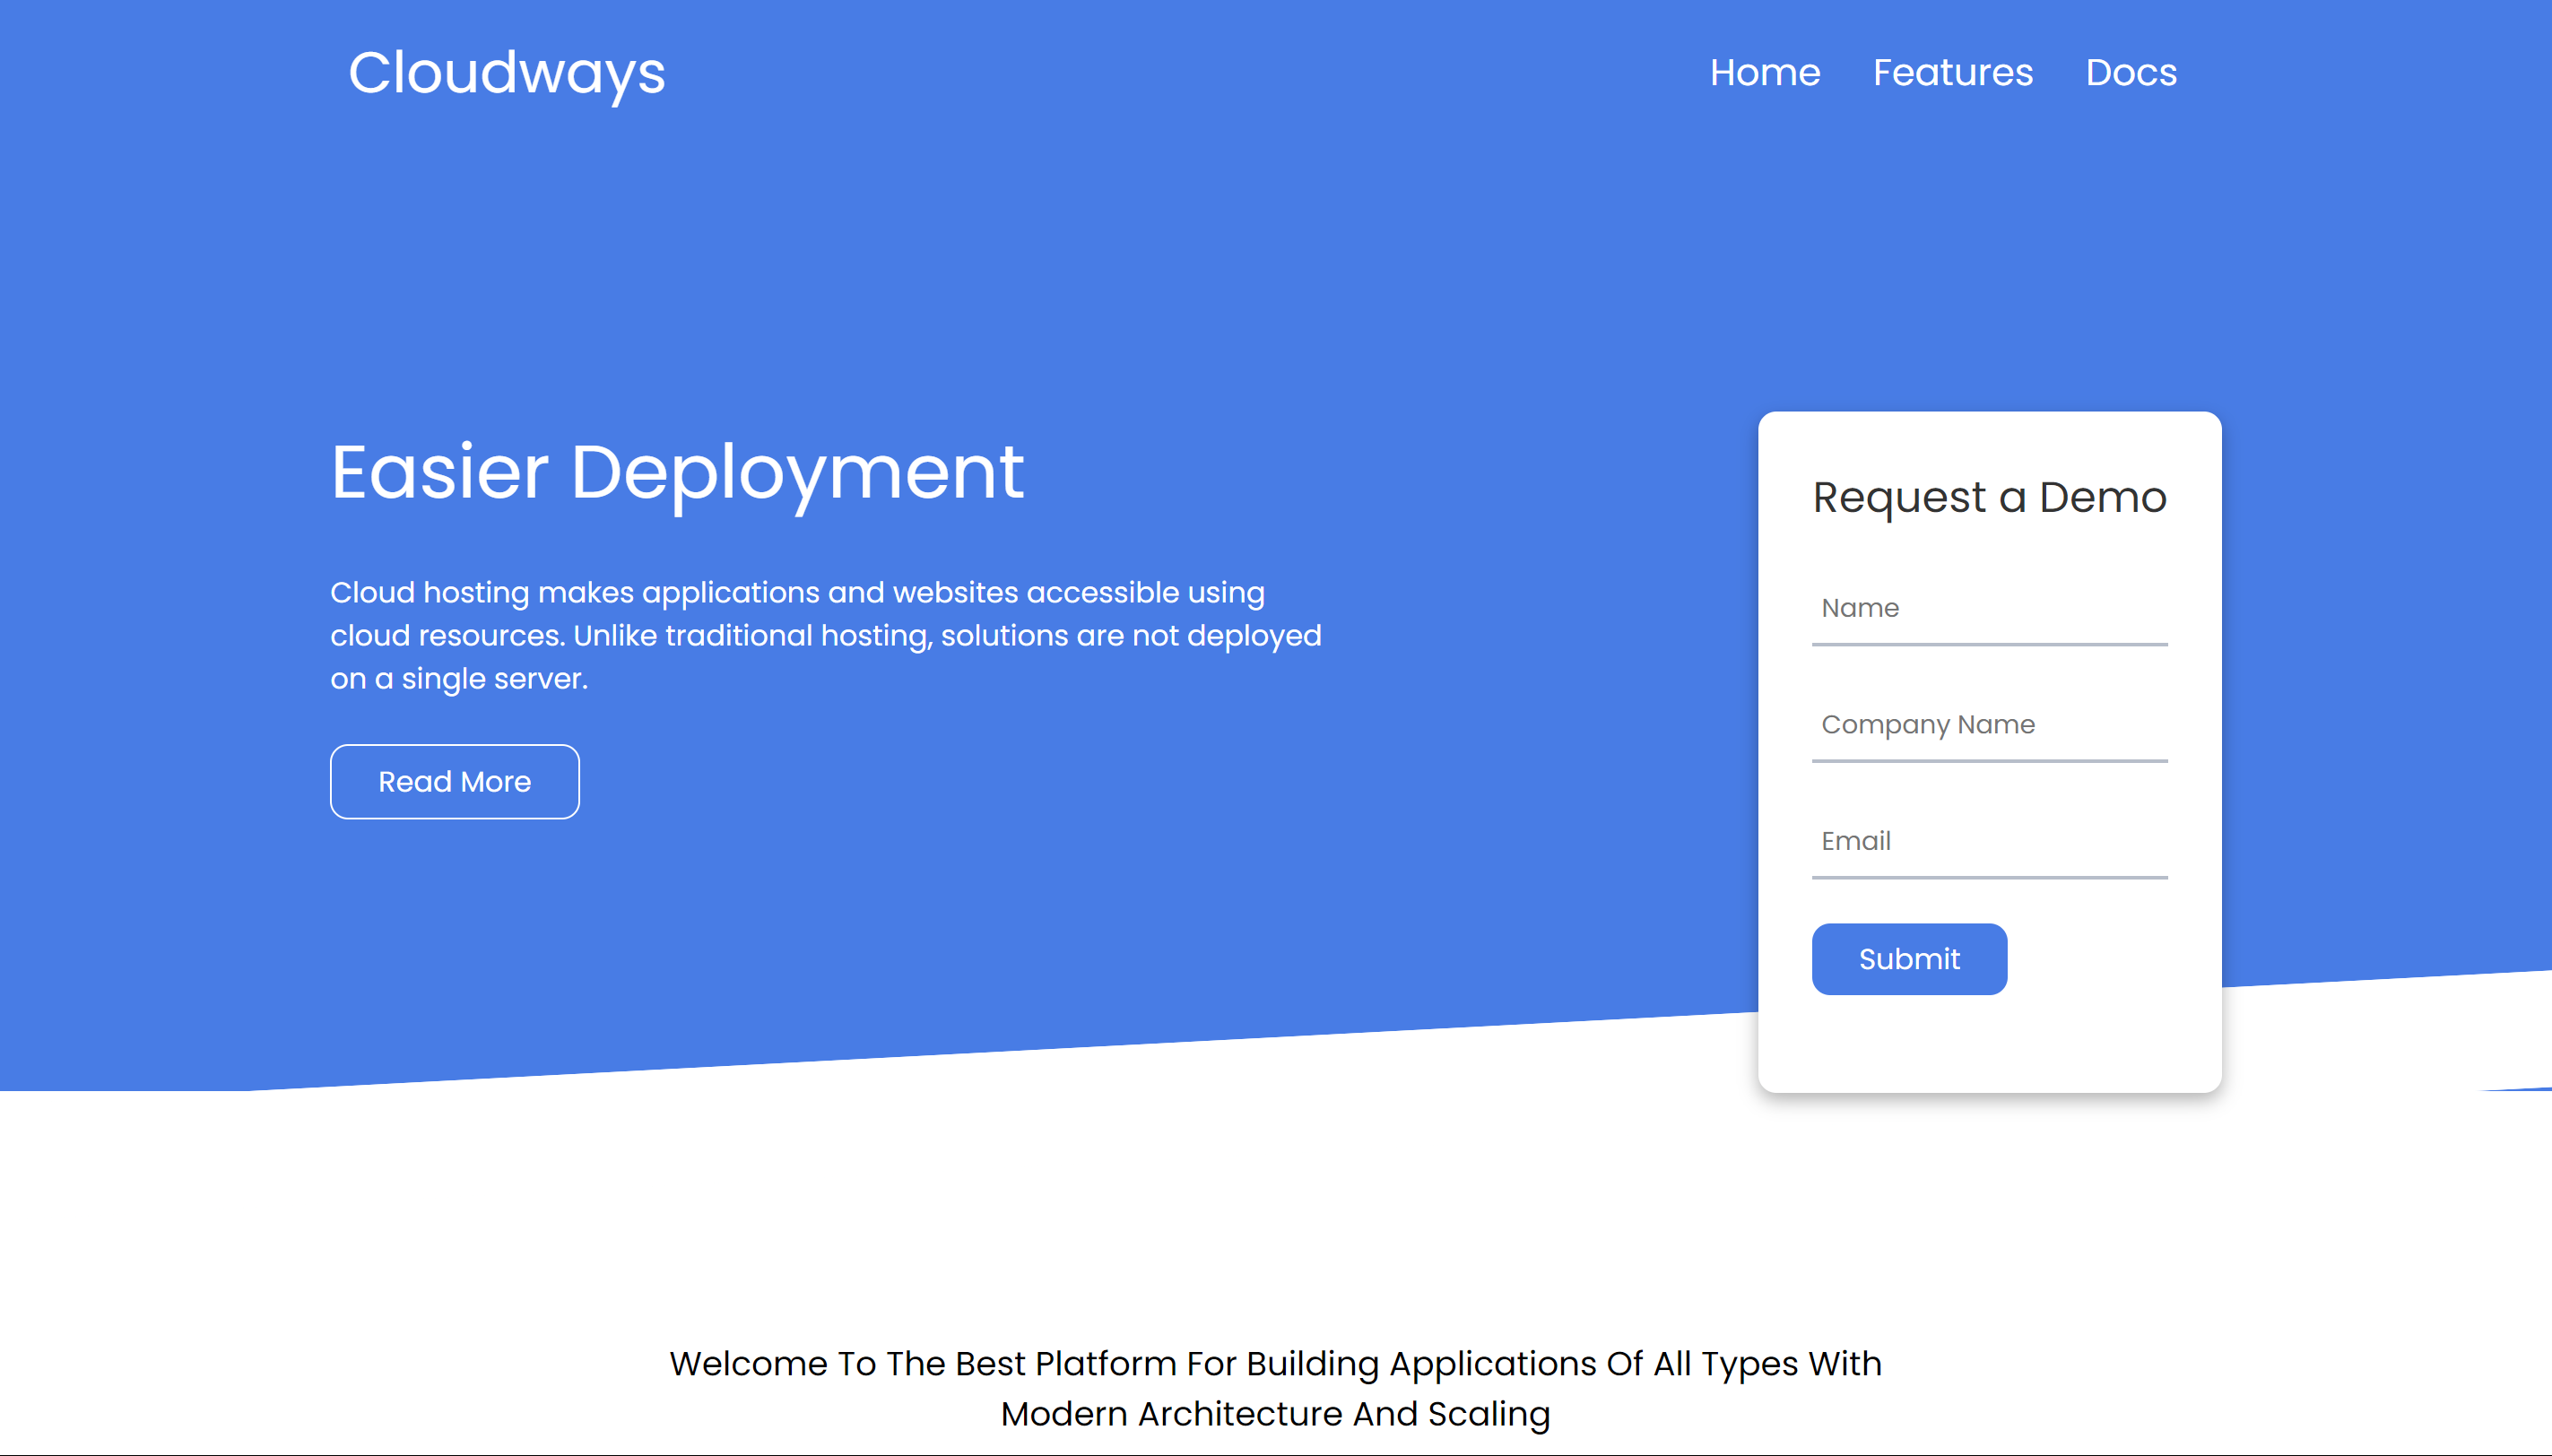 Cloudways
Home Features Docs
Easier Deployment
Cloud hosting makes applications and websites accessible using
cloud resources. Unlike traditional hosting, solutions are not deployed
on a single server.
Read More
Request a Demo
Name
Company Name
Email
Submit
Welcome To The Best Platform For Building Applications Of All Types With
Modern Architecture And Scaling